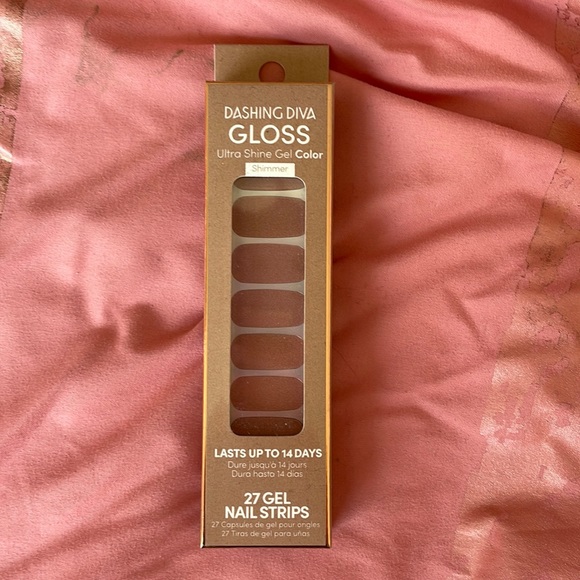 DASHING DIVA
GLOSS
Ultra Shine Gel Color
Shimmer
LASTS UP TO 14 DAYS
Dure jusqu'à 14 jours
Dura hasta 14 días
27 GEL
NAIL STRIPS
27 Capsules de gel pour ongles
27 Tiras de gel para uñas